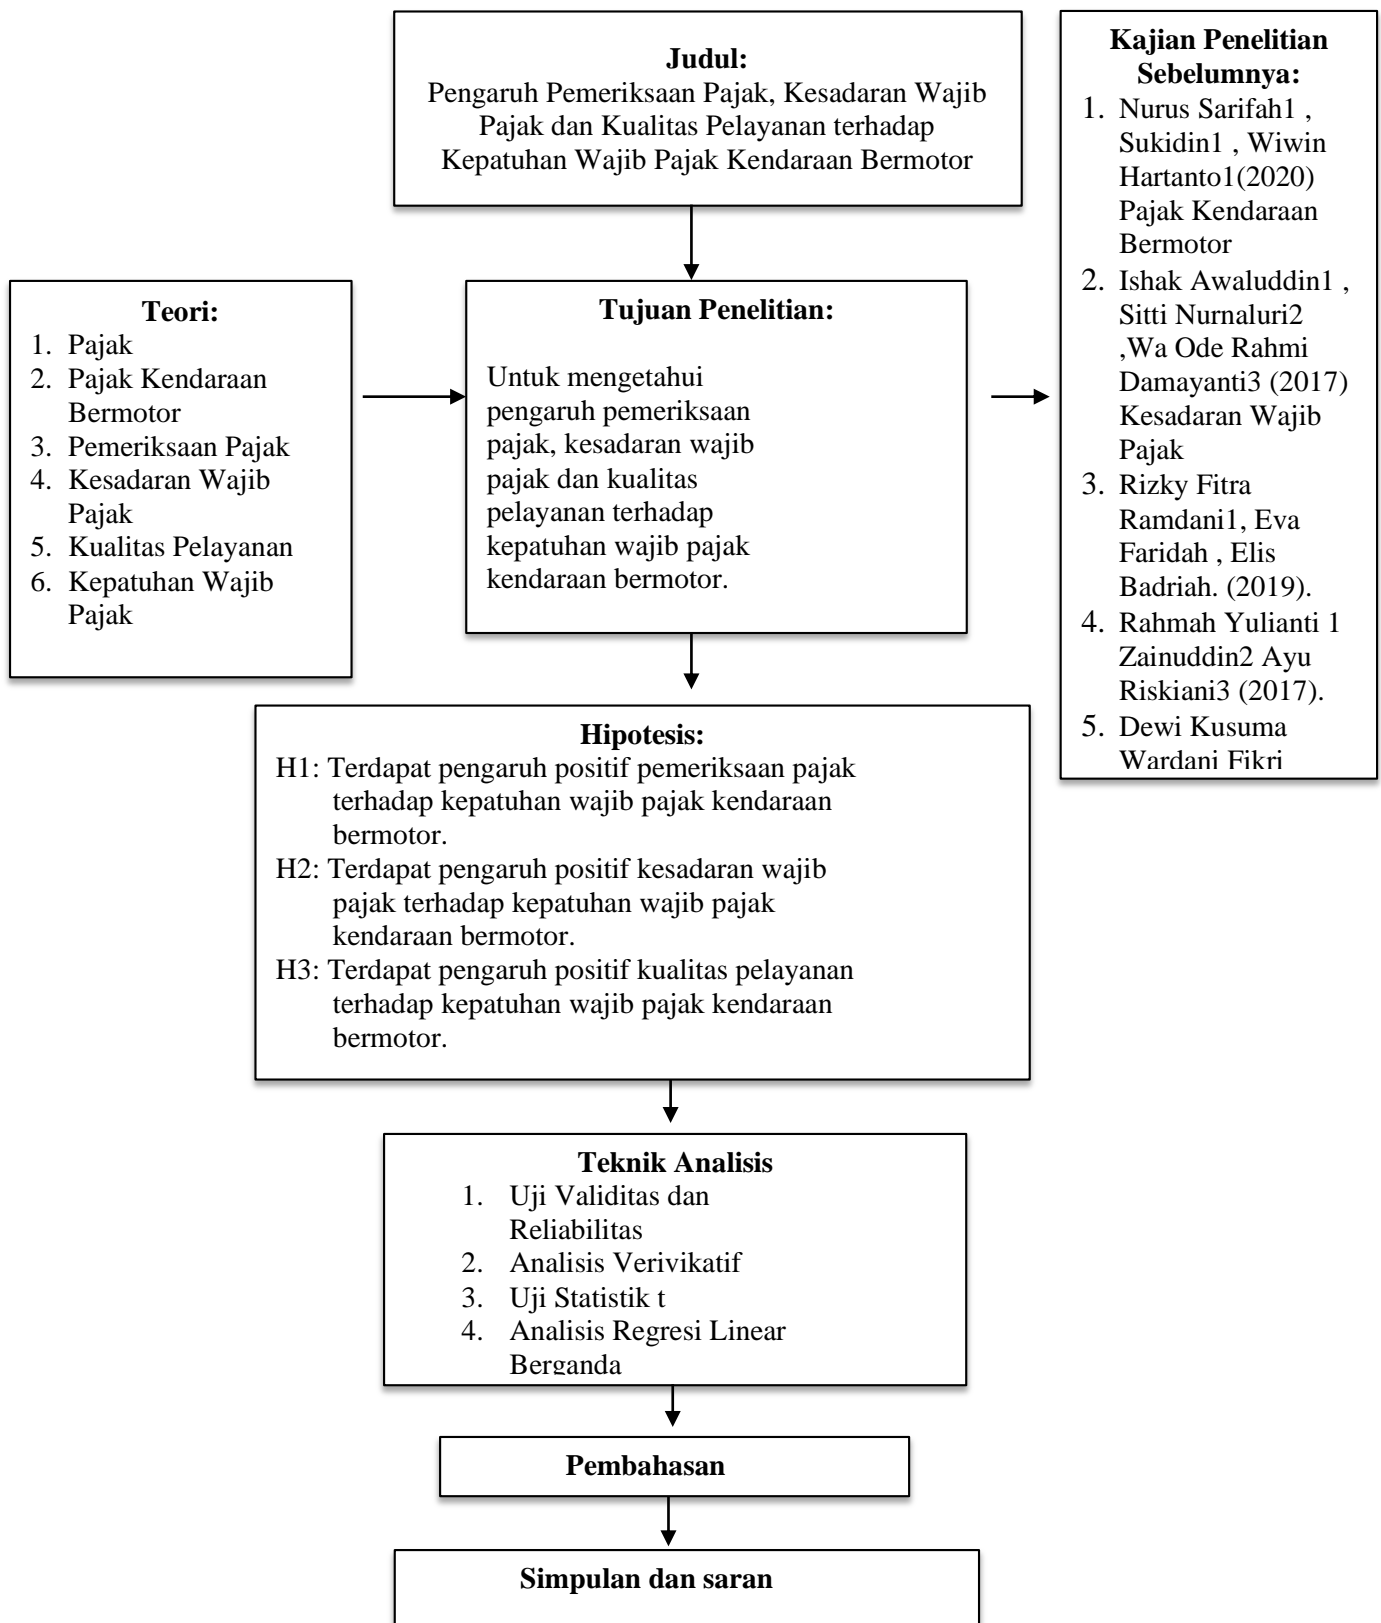 Judul:
Pengaruh Pemeriksaan Pajak, Kesadaran Wajib
Pajak dan Kualitas Pelayanan terhadap
Kepatuhan Wajib Pajak Kendaraan Bermotor
Kajian Penelitian
Sebelumnya:
1. Nurus Sarifah1 ,
Sukidin1 , Wiwin
Hartanto1(2020)
Pajak Kendaraan
Bermotor
2. Ishak Awaluddin1 ,
Sitti Nurnaluri2
,Wa Ode Rahmi
Damayanti3 (2017)
Kesadaran Wajib
Pajak
3. Rizky Fitra
Ramdani1, Eva
Faridah , Elis
Badriah. (2019).
4. Rahmah Yulianti 1
Zainuddin2 Ayu
Riskiani3 (2017).
5. Dewi Kusuma
Wardani Fikri
Teori:
1. Pajak
2. Pajak Kendaraan
Bermotor
3. Pemeriksaan Pajak
4. Kesadaran Wajib
Pajak
5. Kualitas Pelayanan
6. Kepatuhan Wajib
Pajak
Tujuan Penelitian:
Untuk mengetahui
pengaruh pemeriksaan
pajak, kesadaran wajib
pajak dan kualitas
pelayanan terhadap
kepatuhan wajib pajak
kendaraan bermotor.
Hipotesis:
H1: Terdapat pengaruh positif pemeriksaan pajak
terhadap kepatuhan wajib pajak kendaraan
bermotor.
H2: Terdapat pengaruh positif kesadaran wajib
pajak terhadap kepatuhan wajib pajak
kendaraan bermotor.
H3: Terdapat pengaruh positif kualitas pelayanan
terhadap kepatuhan wajib pajak kendaraan
bermotor.
Teknik Analisis
1. Uji Validitas dan
Reliabilitas
2. Analisis Verivikatif
3. Uji Statistik t
4. Analisis Regresi Linear
Berganda
Pembahasan
Simpulan dan saran